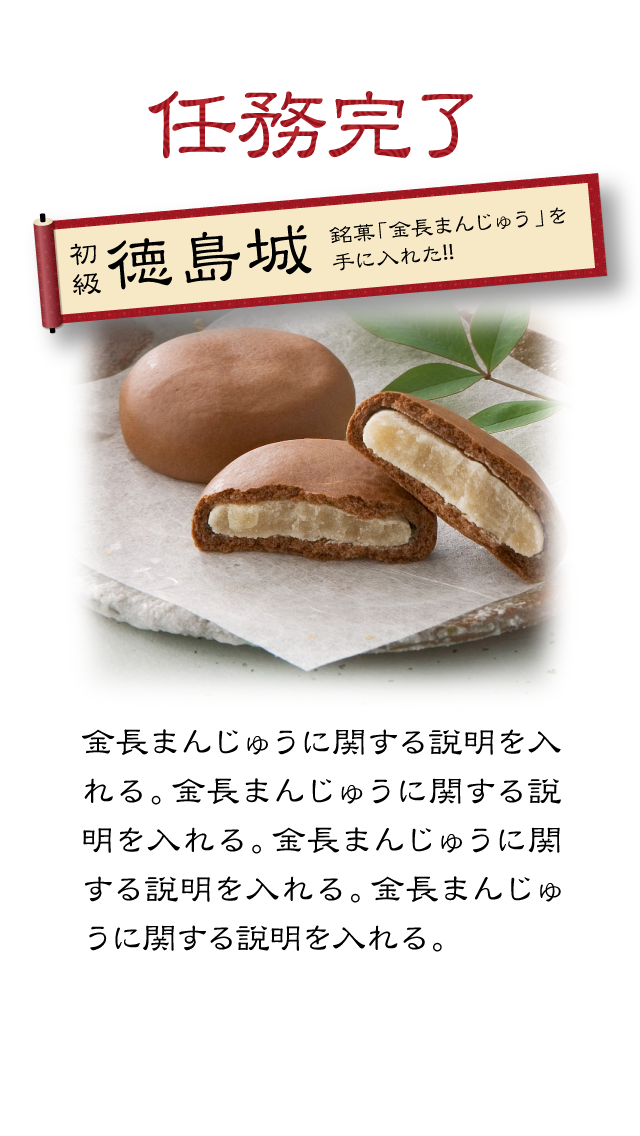 任務完了
初級
徳島城
銘菓「金長まんじゅう」を
手に入れた!!
金長まんじゅうに関する説明を入
れる。金長まんじゅうに関する説
明を入れる。金長まんじゅうに関
する説明を入れる。金長まんじゅ
うに関する説明を入れる。